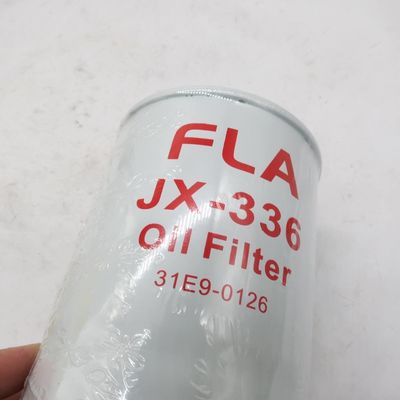 FLA
JX-336
Oil Filter
31E9-0126